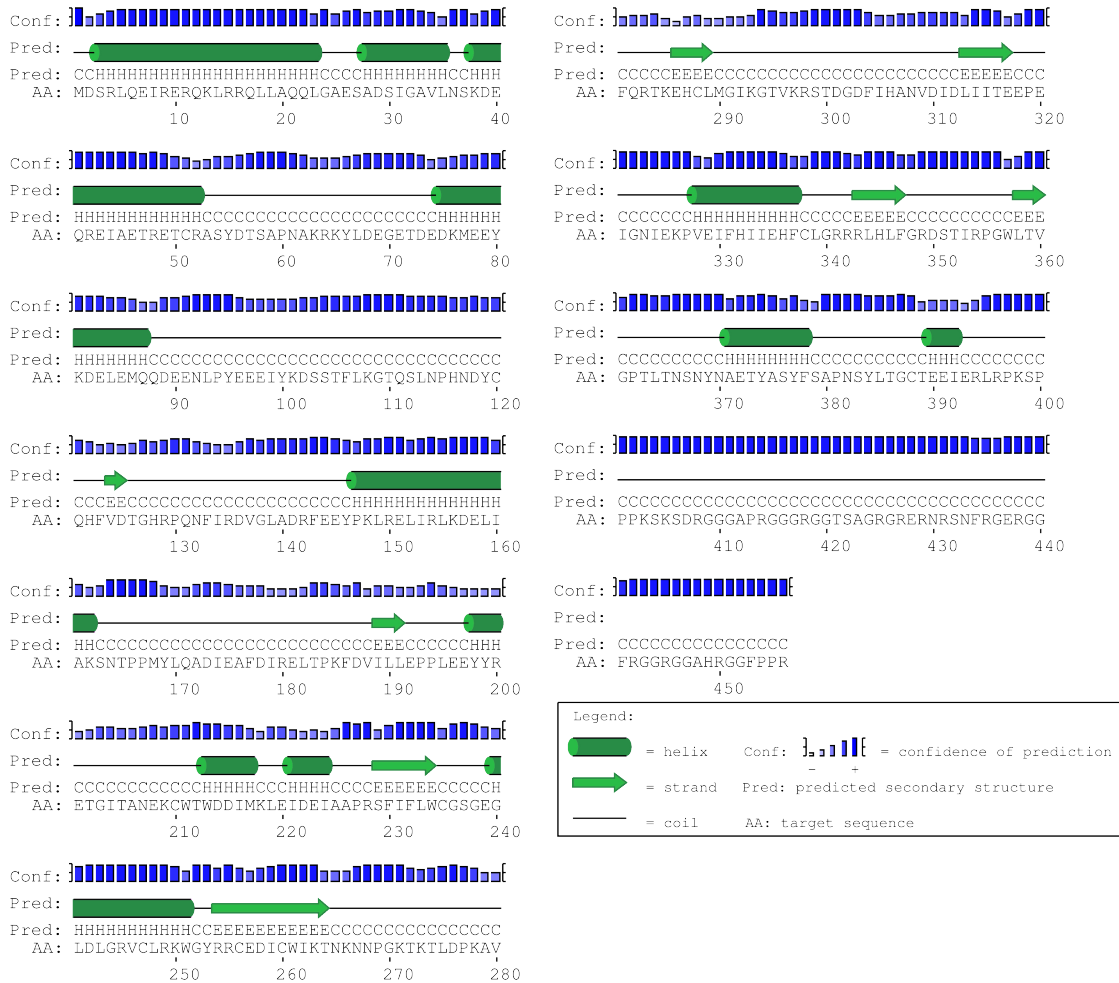 Conf:
Pred:
Pred: CCHHHHHHHHHHHHHHHHHHHHHCCCCHHHHHHHHCCHHH
AA: MDSRLQEIRERQKLRRQLLAQQLGAESADSIGAVLNSKDE
10 20 30 40
Conf:
Pred:
Pred: HHHHHHHHHHHHCCCCCCCCCCCCCCCCCCCCCCHHHHHH
AA: QREIAETRETCRASYDTSAPNAKRKYLDEGETDEDKMEEY
50 60 70 80
Conf:
Pred:
Pred: HHHHHHHCCCCCCCCCCCCCCCCCCCCCCCCCCCCCCCCC
AA: KDELEMQQDEENLPYEEEIYKDSSTFLKGTQSLNPHNDYC
90 100 110 120
Conf:
Pred:
Pred: CCCEECCCCCCCCCCCCCCCCCCCCCHHHHHHHHHHHHHH
AA: QHFVDTGHRPQNFIRDVGLADRFEEYPKLRELIRLKDELI
130 140 150 160
Conf:
Pred:
Pred: HHCCCCCCCCCCCCCCCCCCCCCCCCCCEEECCCCCCHHH
AA: AKSNTPPMYLQADIEAFDIRELTPKFDVILLEPPLEEYYR
170 180 190 200
Conf:
Pred:
Pred: CCCCCCCCCCCCHHHHHCCCHHHHCCCCEEEEEECCCCCH
AA: ETGITANEKCWTWDDIMKLEIDEIAAPRSFIFLWCGSGEG
210 220 230 240
Conf:
Pred:
Pred: HHHHHHHHHHHCCEEEEEEEEEEECCCCCCCCCCCCCCCC
AA: LDLGRVCLRKWGYRRCEDICWIKTNKNNPGKTKTLDPKAV
250 260 270 280
Conf:
Pred:
Pred: CCCCCEEEECCCCCCCCCCCCCCCCCCCCCCCEEEEECCC
AA: FQRTKEHCLMGIKGTVKRSTDGDFIHANVDIDLIITEEPE
290 300 310 320
Conf:
Pred:
Pred: CCCCCCCHHHHHHHHHHCCCCCEEEEECCCCCCCCCCEEE
AA: IGNIEKPVEIFHIIEHFCLGRRRLHLFGRDSTIRPGWLTV
330 340 350 360
Conf:
Pred:
Pred: CCCCCCCCCCHHHHHHHHCCCCCCCCCCCHHHCCCCCCCC
AA: GPTLTNSNYNAETYASYFSAPNSYLTGCTEEIERLRPKSP
370 380 390 400
Conf:
Pred:
Pred: CCCCCCCCCCCCCCCCCCCCCCCCCCCCCCCCCCCCCCCC
AA: PPKSKSDRGGGAPRGGGRGGTSAGRGRERNRSNFRGERGG
410 420 430 440
Conf:
Pred:
Pred: CCCCCCCCCCCCCCCC
AA: FRGGRGGAHRGGFPPR
450
Legend:
= helix Conf: = confidence of prediction
- +
= strand Pred: predicted secondary structure
= coil AA: target sequence